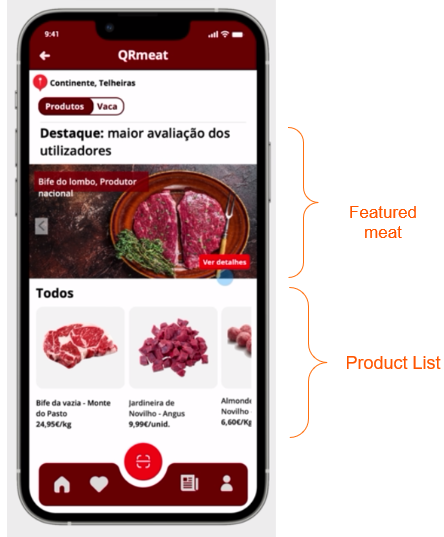 9:41
QRmeat
Continente, Telheiras
Produtos Vaca
Destaque: maior avaliação dos
utilizadores
Bife do lombo, Produtor
nacional
Ver detalhes
Featured
meat
Todos
Product List
Bife da vazia - Monte
do Pasto
24,95€/kg
Jardineira de
Novilho - Angus
9,99€/unid.
Almonde
Novilho
6,60€/Kg